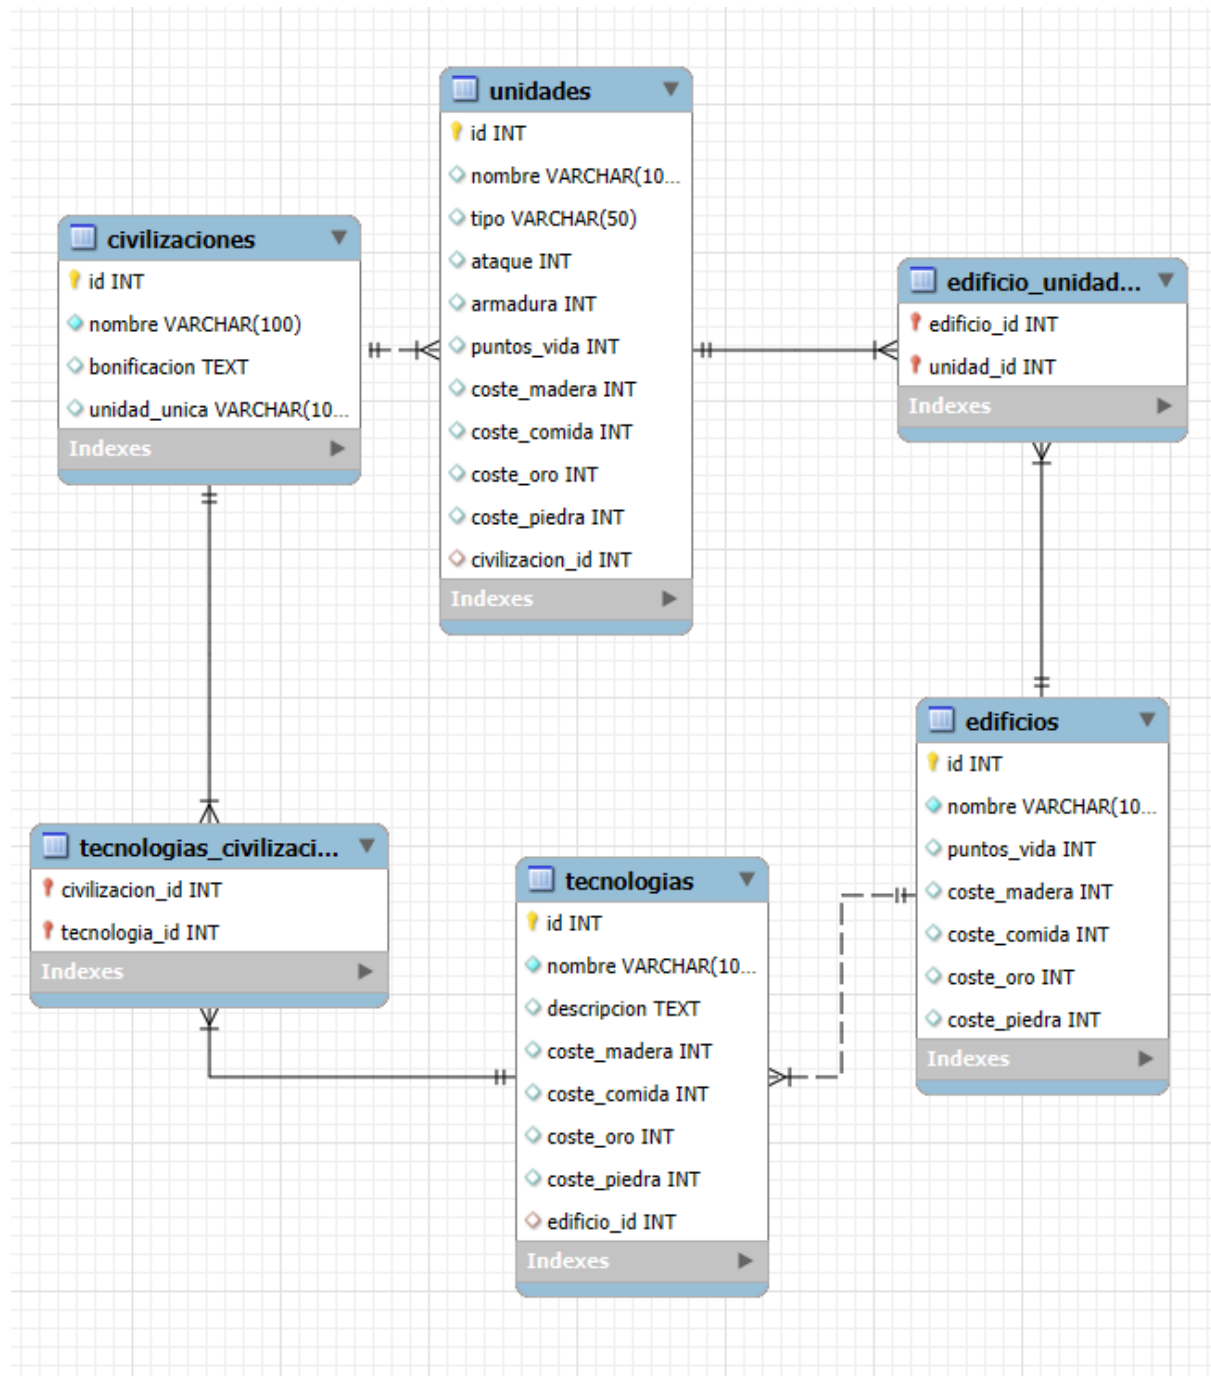 unidades
id INT
nombre VARCHAR(10...
tipo VARCHAR(50)
ataque INT
armadura INT
puntos_vida INT
coste_madera INT
coste_comida INT
coste_oro INT
coste_piedra INT
civilizacion_id INT
Indexes
civilizaciones
id INT
nombre VARCHAR(100)
bonificacion TEXT
unidad_unica VARCHAR(10...
Indexes
edificio_unidad...
edificio_id INT
unidad_id INT
Indexes
edificios
id INT
nombre VARCHAR(10...
puntos_vida INT
coste_madera INT
coste_comida INT
coste_oro INT
coste_piedra INT
Indexes
tecnologias_civilizaci...
civilizacion_id INT
tecnologia_id INT
Indexes
tecnologias
id INT
nombre VARCHAR(10...
descripcion TEXT
coste_madera INT
coste_comida INT
coste_oro INT
coste_piedra INT
edificio_id INT
Indexes